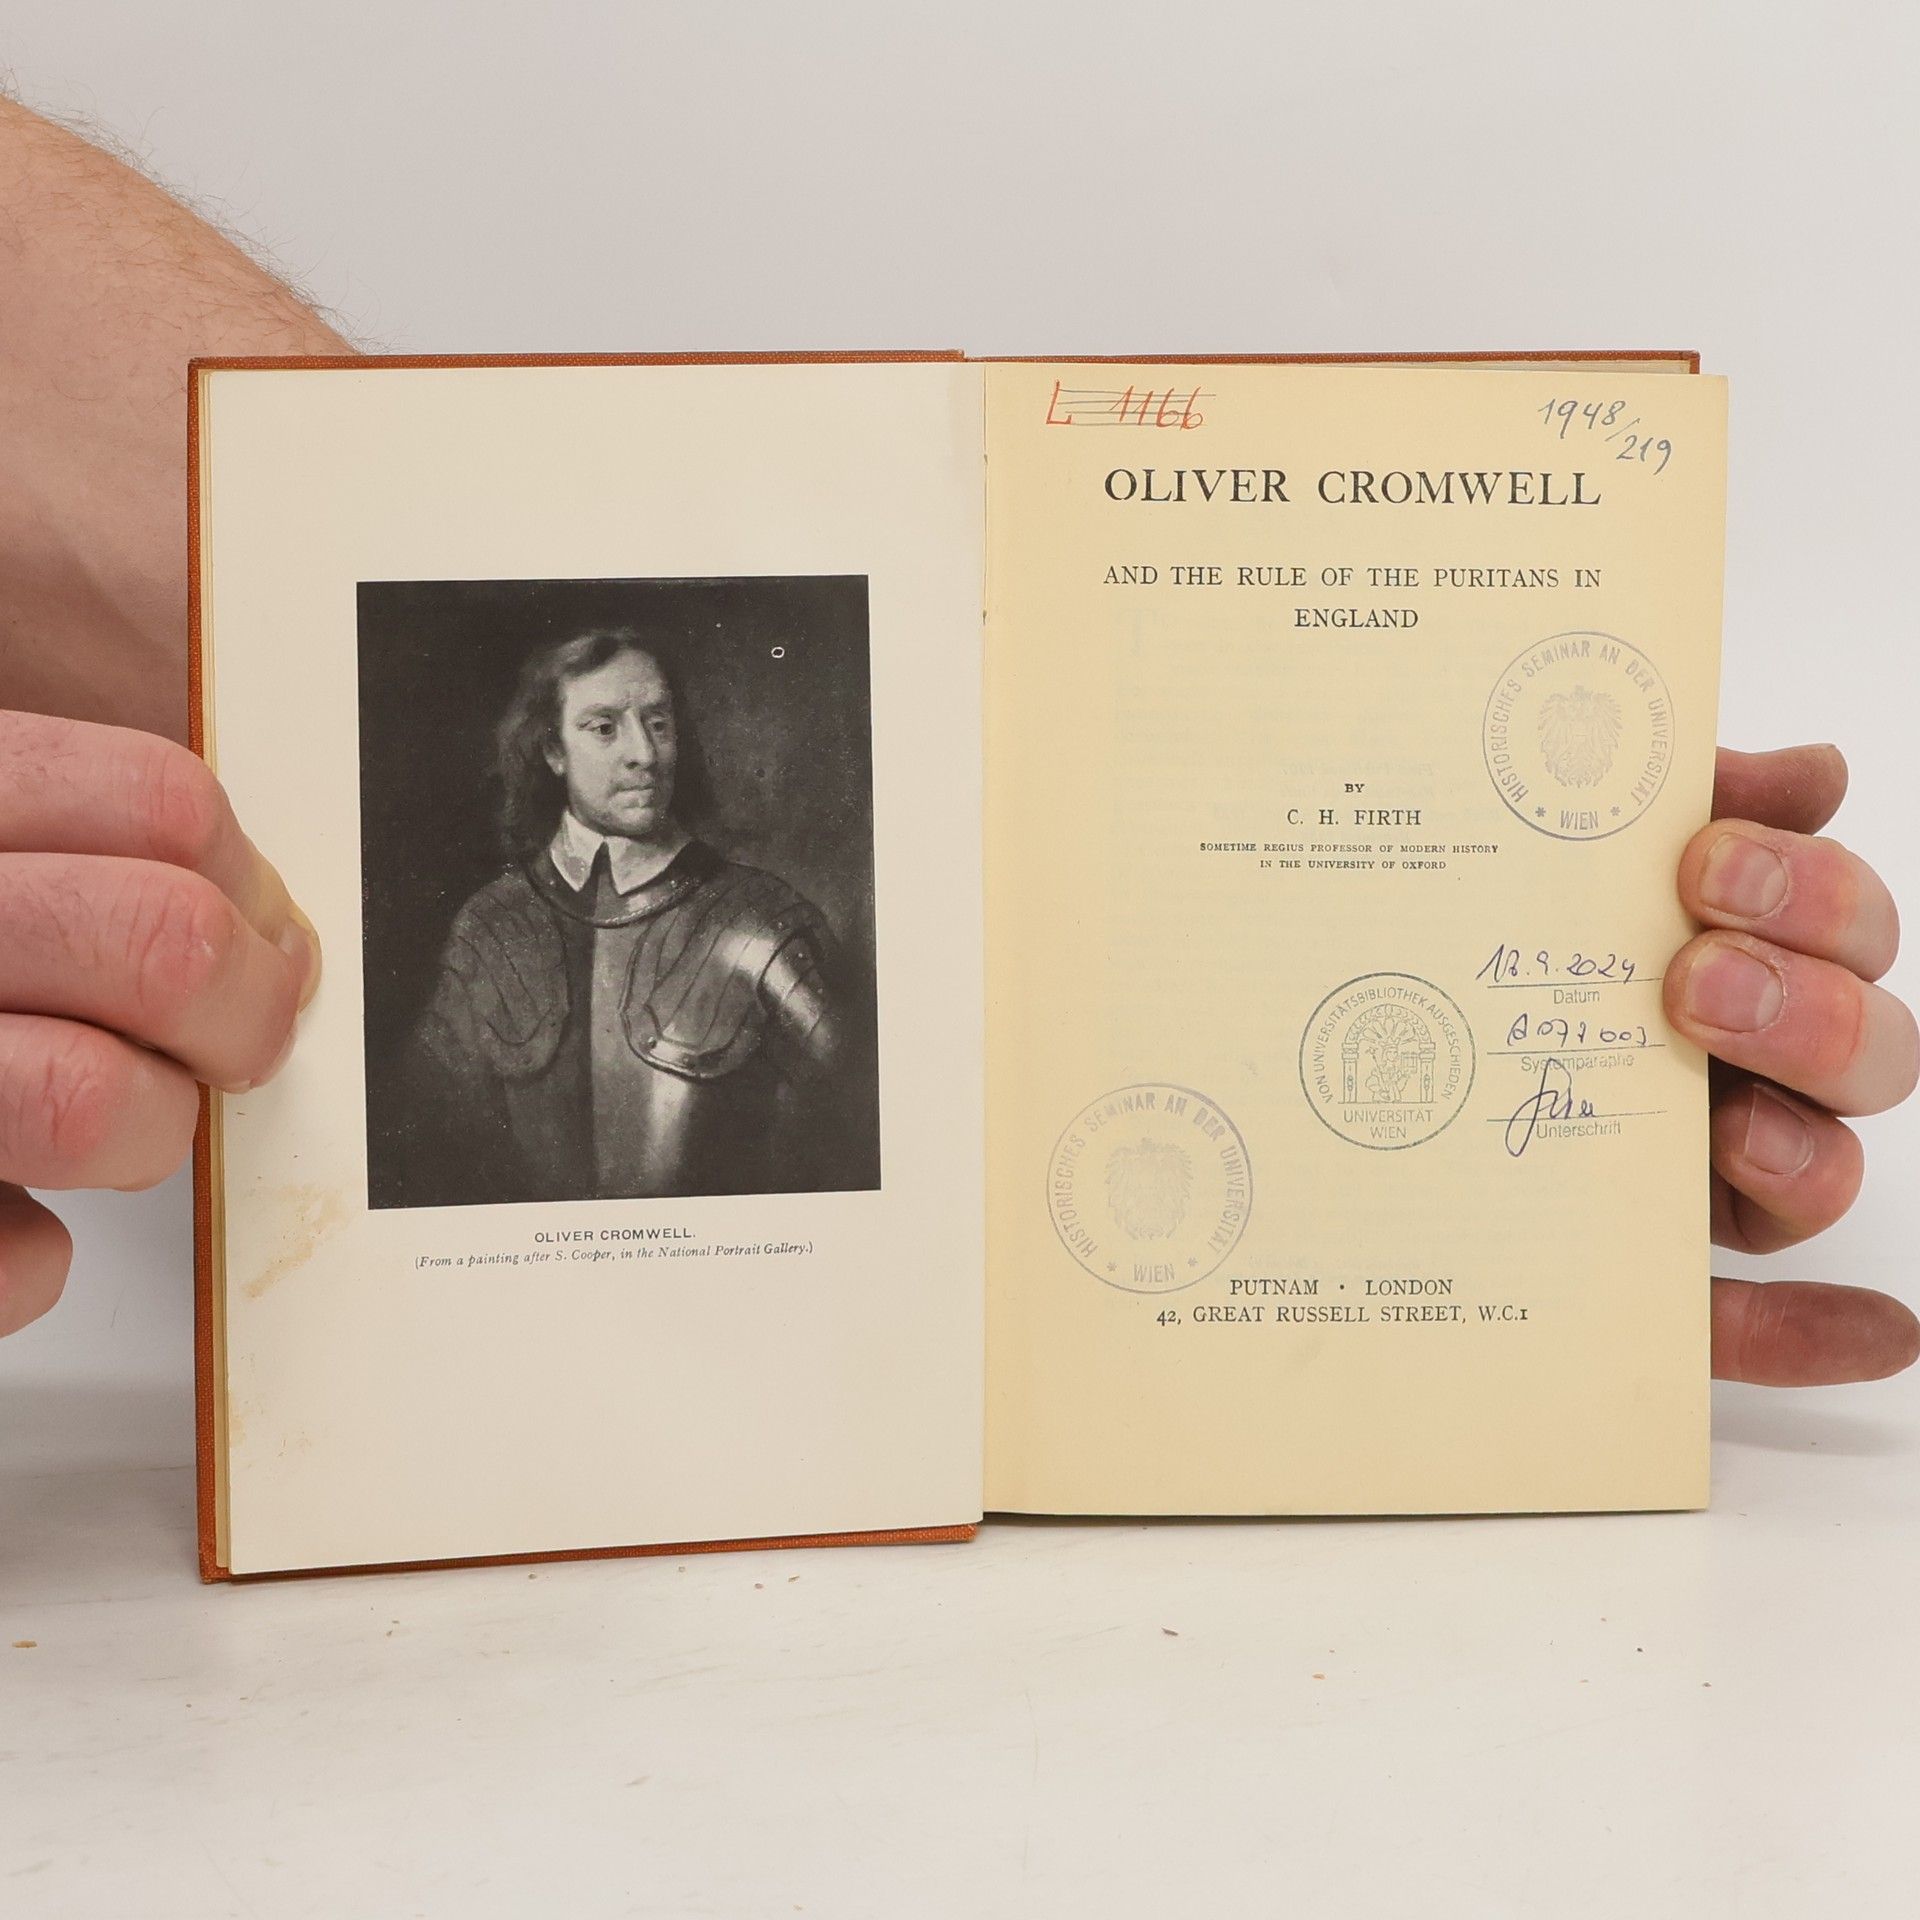 OLIVER CROMWELL.
(From a painting after S. Cooper, in the National Portrait Gallery.)
L 1166
1948/219
OLIVER CROMWELL
AND THE RULE OF THE PURITANS IN
ENGLAND
HISTORISCHES SEMINAR AN DER UNIVERSITÄT
* WIEN *
BY
C. H. FIRTH
SOMETIME REGIUS PROFESSOR OF MODERN HISTORY
IN THE UNIVERSITY OF OXFORD
VON UNIVERSITÄTSBIBLIOTHEK AUSGESCHIEDEN
UNIVERSITÄT
WIEN
9.2024
Datum
Systemparaphe
Unterschrift
HISTORISCHES SEMINAR AN DER UNIVERSITÄT
* WIEN *
PUTNAM · LONDON
42, GREAT RUSSELL STREET, W.C.1